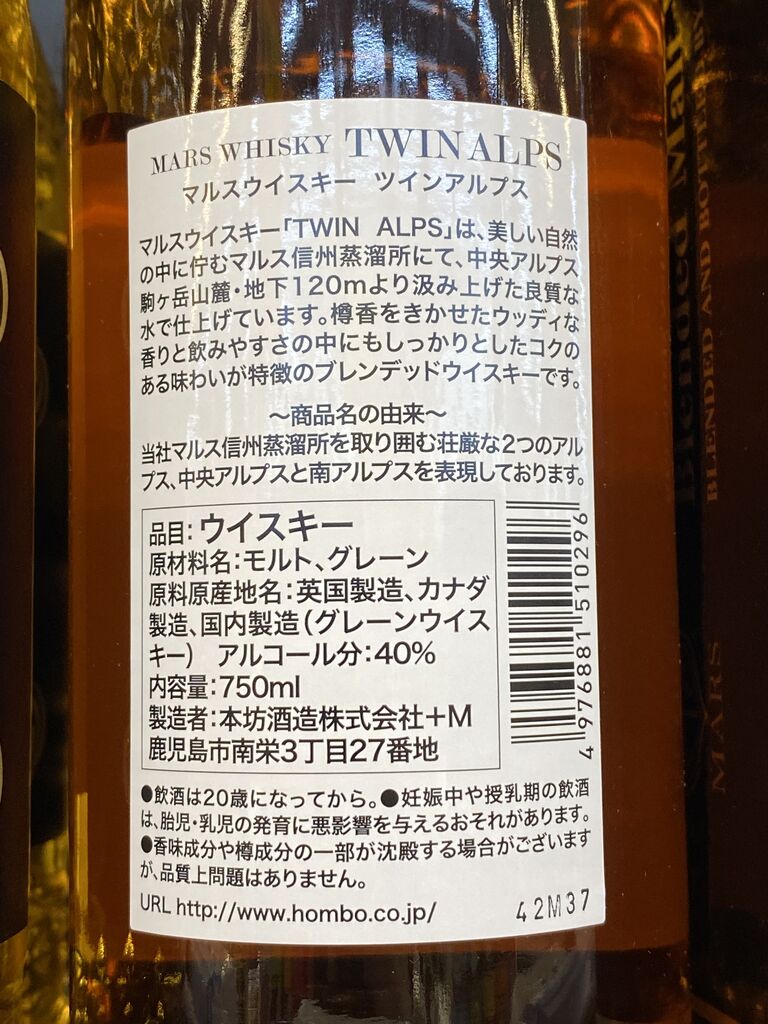 MARS WHISKY TWIN ALPS
マルスウイスキー ツインアルプス
マルスウイスキー「TWIN ALPS」は、美しい自然
の中に佇むマルス信州蒸溜所にて、中央アルプス
駒ヶ岳山麓・地下120mより汲み上げた良質な
水で仕上げています。樽香をきかせたウッディな
香りと飲みやすさの中にもしっかりとしたコクの
ある味わいが特徴のブレンデッドウイスキーです。
〜商品名の由来〜
当社マルス信州蒸溜所を取り囲む荘厳な2つのアル
プス、中央アルプスと南アルプスを表現しております。
品目:ウイスキー
原材料名:モルト、グレーン
原料原産地名:英国製造、カナダ
製造、国内製造(グレーンウイス
キー) アルコール分:40%
内容量:750ml
製造者:本坊酒造株式会社+M
鹿児島市南栄3丁目27番地
4 976881 510296
●飲酒は20歳になってから。●妊娠中や授乳期の飲酒
は、胎児・乳児の発育に悪影響を与えるおそれがあります。
●香味成分や樽成分の一部が沈殿する場合がございます
が、品質上問題はありません。
URL http://www.hombo.co.jp/
42M37
Blended Mal
BLENDED AND BOTTLED BY
MARS